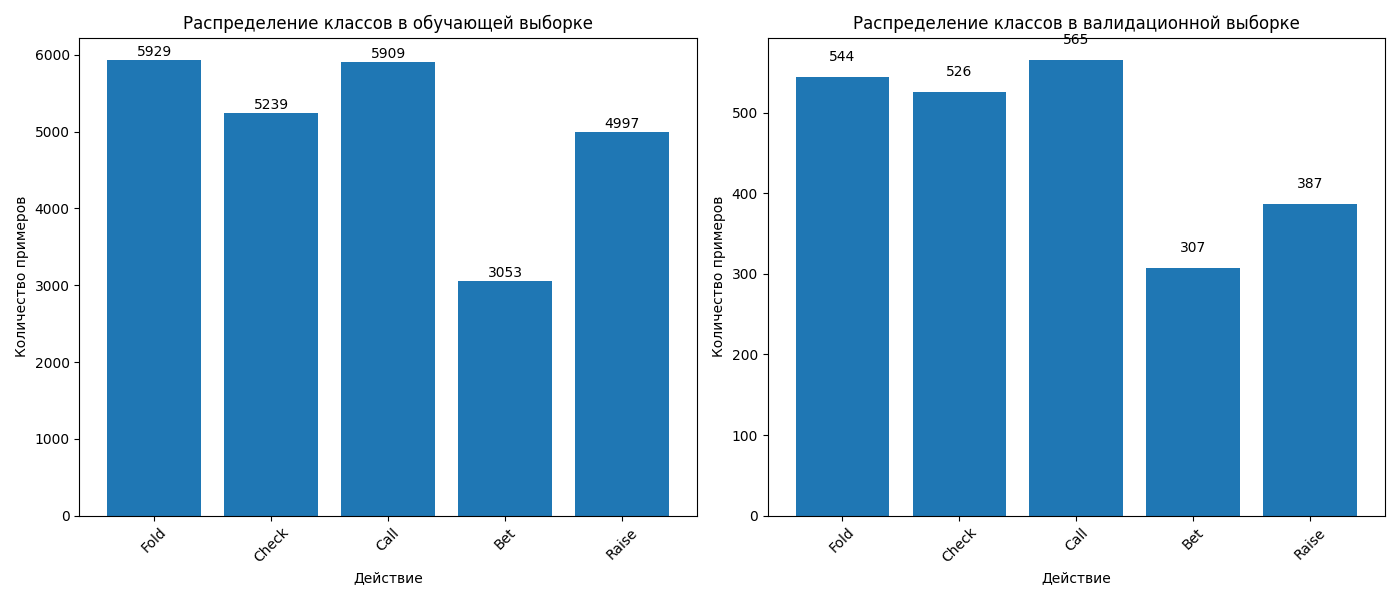 Распределение классов в обучающей выборке
Количество примеров
6000
5000
4000
3000
2000
1000
0
5929
5239
5909
3053
4997
Fold
Check
Call
Bet
Raise
Действие
Распределение классов в валидационной выборке
Количество примеров
500
400
300
200
100
0
544
526
565
307
387
Fold
Check
Call
Bet
Raise
Действие